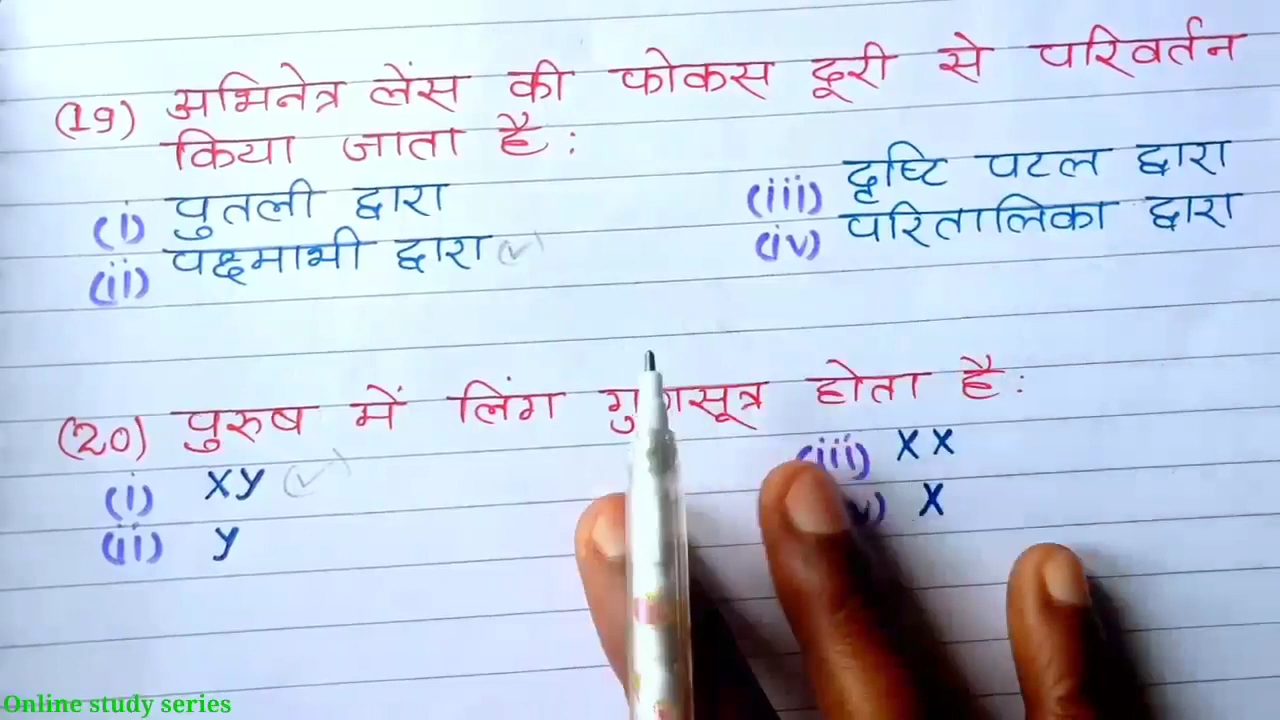 (19) अभिनेत्र लेंस की फोकस दूरी से परिवर्तन
किया जाता है :
(i) पुतली द्वारा
(iii) दृष्टि पटल द्वारा
(ii) पक्ष्माभी द्वारा
(iv) परितालिका द्वारा
(20) पुरुष में लिंग होता है :
(i) XY
(iii) XX
(ii) Y
X
Online study series